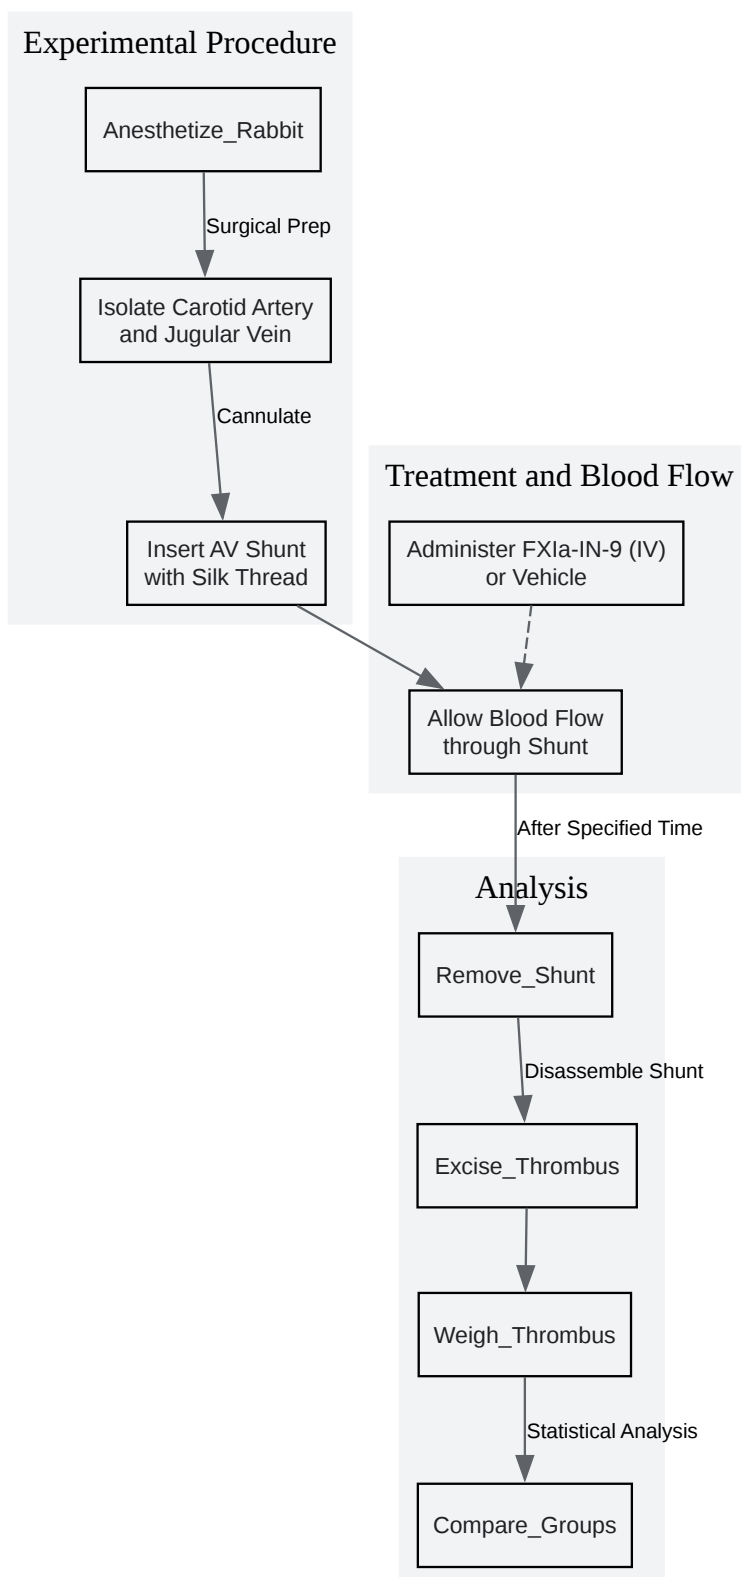 Experimental Procedure
Anesthetize_Rabbit
Surgical Prep
Isolate Carotid Artery
and Jugular Vein
Cannulate
Insert AV Shunt
with Silk Thread
Treatment and Blood Flow
Administer FXIa-IN-9 (IV)
or Vehicle
Allow Blood Flow
through Shunt
After Specified Time
Analysis
Remove_Shunt
Disassemble Shunt
Excise_Thrombus
Weigh_Thrombus
Statistical Analysis
Compare_Groups